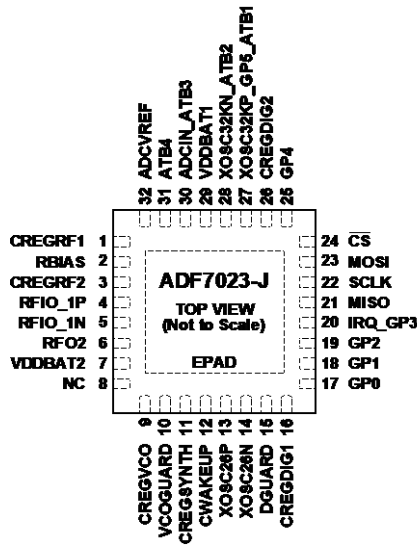 32 ADCVREF
31 ATB4
30 ADCIN_ATB3
29 VDDBAT1
28 XOSC32KN_ATB2
27 XOSC32KP_GP5_ATB1
26 CREGDIG2
25 GP4
CREGRF1 1
RBIAS 2
CREGRF2 3
RFIO_1P 4
RFIO_1N 5
RFO2 6
VDDBAT2 7
NC 8
ADF7023-J
TOP VIEW
(Not to Scale)
EPAD
24 CS
23 MOSI
22 SCLK
21 MISO
20 IRQ_GP3
19 GP2
18 GP1
17 GP0
CREGVCO 9
VCOGUARD 10
CREGSYNTH 11
CWAKEUP 12
XOSC26P 13
XOSC26N 14
DGUARD 15
CREGDIG1 16